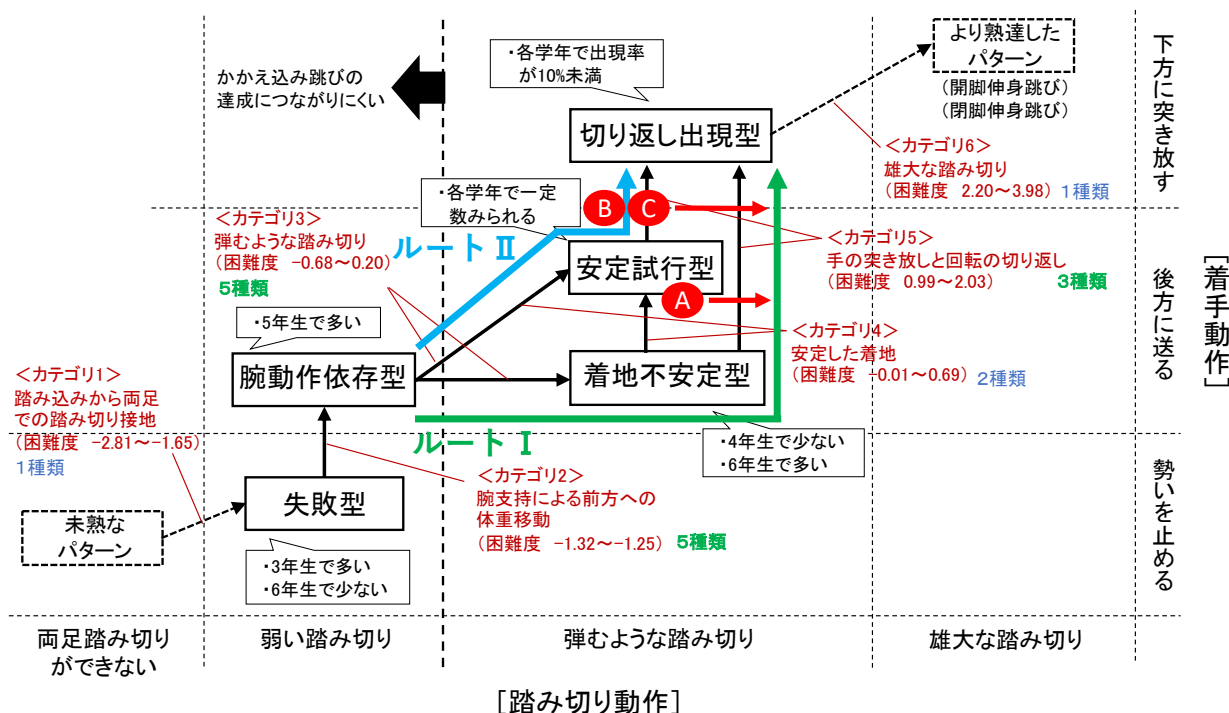 ・各学年で出現率
が10%未満
より熟達した
パターン
(開脚伸身跳び)
(閉脚伸身跳び)
下方に突き放す
かかえ込み跳びの
達成につながりにくい
切り返し出現型
＜カテゴリ6＞
雄大な踏み切り
(困難度 2.20～3.98) 1種類
・各学年で一定
数みられる
B
C
＜カテゴリ3＞
弾むような踏み切り
(困難度 -0.68～0.20)
5種類
ルートⅡ
安定試行型
＜カテゴリ5＞
手の突き放しと回転の切り返し
(困難度 0.99～2.03) 3種類
A
後方に送る
[着手動作]
・5年生で多い
腕動作依存型
着地不安定型
＜カテゴリ4＞
安定した着地
(困難度 -0.01～0.69) 2種類
＜カテゴリ1＞
踏み込みから両足
での踏み切り接地
(困難度 -2.81～-1.65)
1種類
ルートⅠ
・4年生で少ない
・6年生で多い
＜カテゴリ2＞
腕支持による前方への
体重移動
(困難度 -1.32～-1.25) 5種類
失敗型
未熟な
パターン
・3年生で多い
・6年生で少ない
勢いを止める
両足踏み切り
ができない
弱い踏み切り
弾むような踏み切り
雄大な踏み切り
[踏み切り動作]